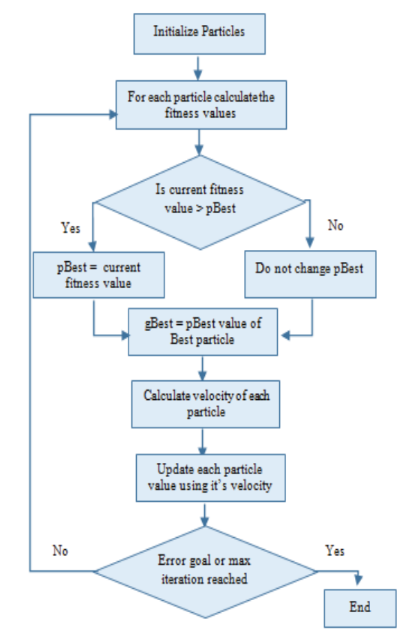 Initialize Particles
For each particle calculate the
fitness values
Is current fitness
value > pBest
Yes
No
pBest = current
fitness value
Do not change pBest
gBest = pBest value of
Best particle
Calculate velocity of each
particle
Update each particle
value using it's velocity
No
Error goal or max
iteration reached
Yes
End